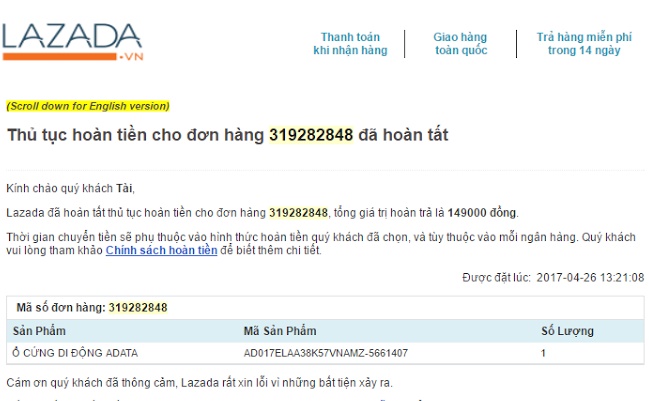 LAZADA
.VN
Thanh toán
khi nhận hàng
Giao hàng
toàn quốc
Trả hàng miễn phí
trong 14 ngày
(Scroll down for English version)
Thủ tục hoàn tiền cho đơn hàng 319282848 đã hoàn tất
Kính chào quý khách Tài,
Lazada đã hoàn tất thủ tục hoàn tiền cho đơn hàng 319282848, tổng giá trị hoàn trả là 149000 đồng.
Thời gian chuyển tiền sẽ phụ thuộc vào hình thức hoàn tiền quý khách đã chọn, và tùy thuộc vào mỗi ngân hàng. Quý khách
vui lòng tham khảo Chính sách hoàn tiền để biết thêm chi tiết.
Được đặt lúc: 2017-04-26 13:21:08
Mã số đơn hàng: 319282848
Sản Phẩm Mã Sản Phẩm Số Lượng
Ổ CỨNG DI ĐỘNG ADATA AD017ELAA38K57VNAMZ-5661407 1
Cám ơn quý khách đã thông cảm, Lazada rất xin lỗi vì những bất tiện xảy ra.